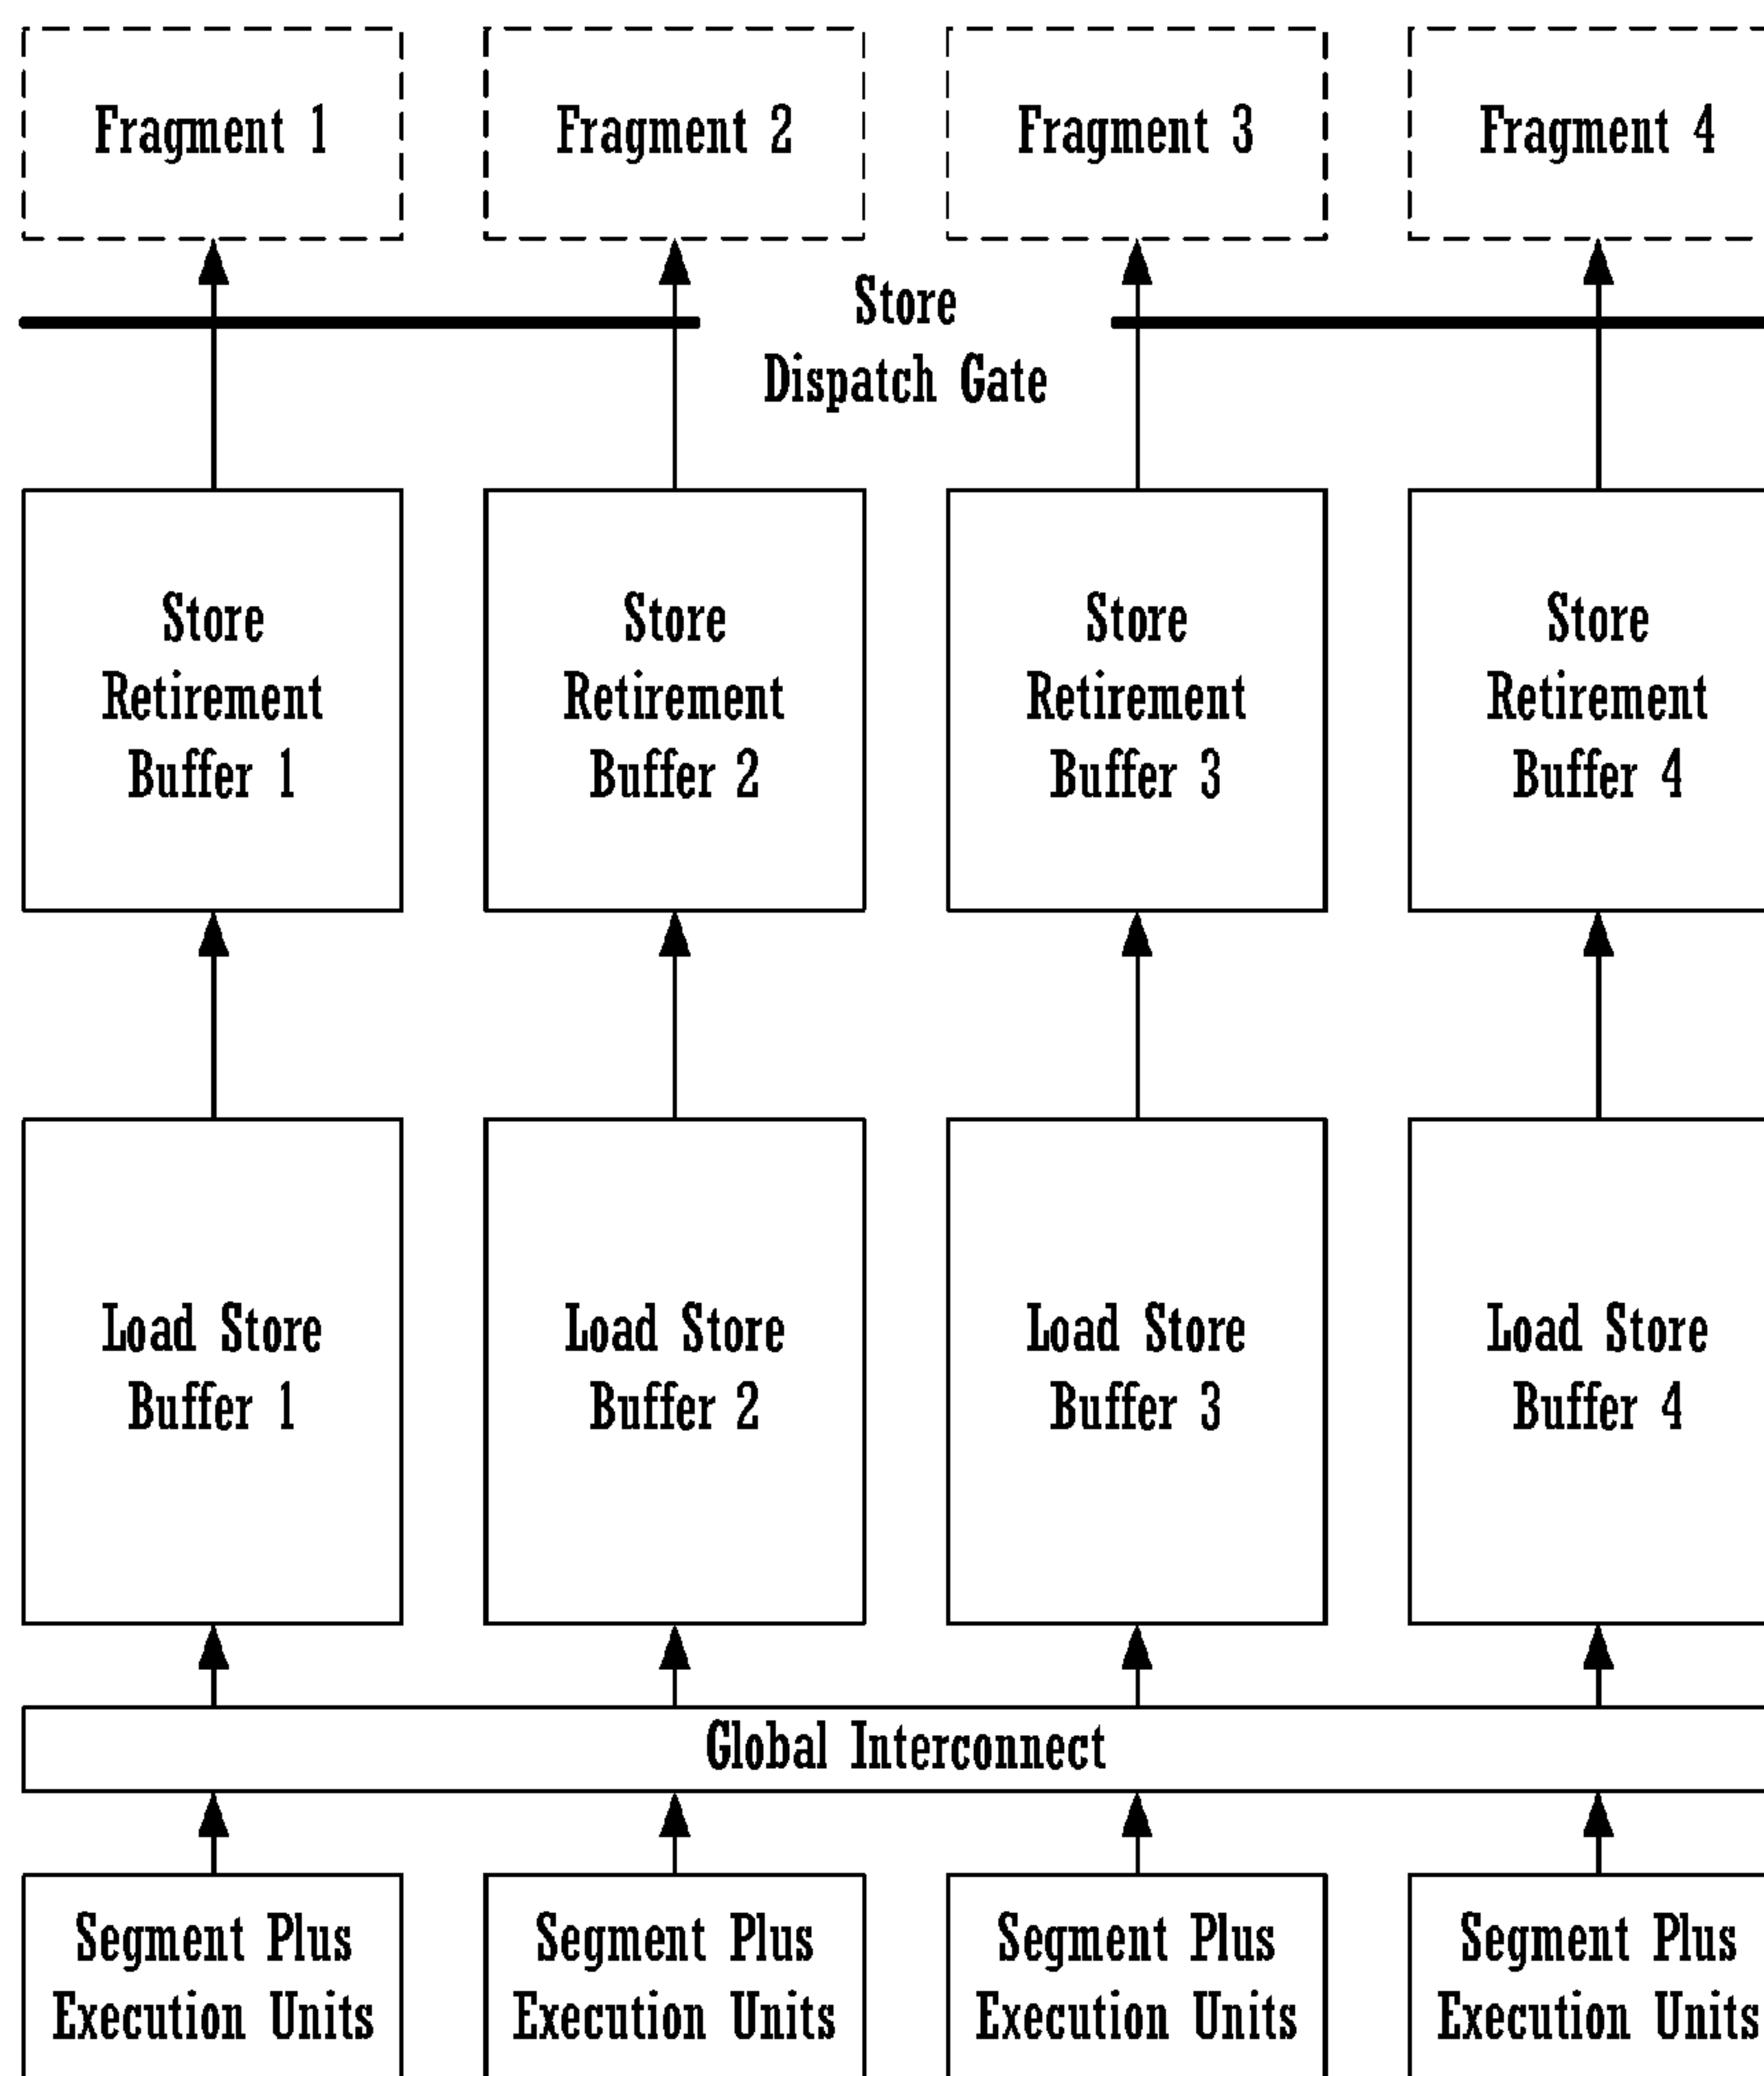 Fragment 1
Fragment 2
Fragment 3
Fragment 4
Store
Dispatch Gate
Store
Retirement
Buffer 1
Store
Retirement
Buffer 2
Store
Retirement
Buffer 3
Store
Retirement
Buffer 4
Load Store
Buffer 1
Load Store
Buffer 2
Load Store
Buffer 3
Load Store
Buffer 4
Global Interconnect
Segment Plus
Execution Units
Segment Plus
Execution Units
Segment Plus
Execution Units
Segment Plus
Execution Units